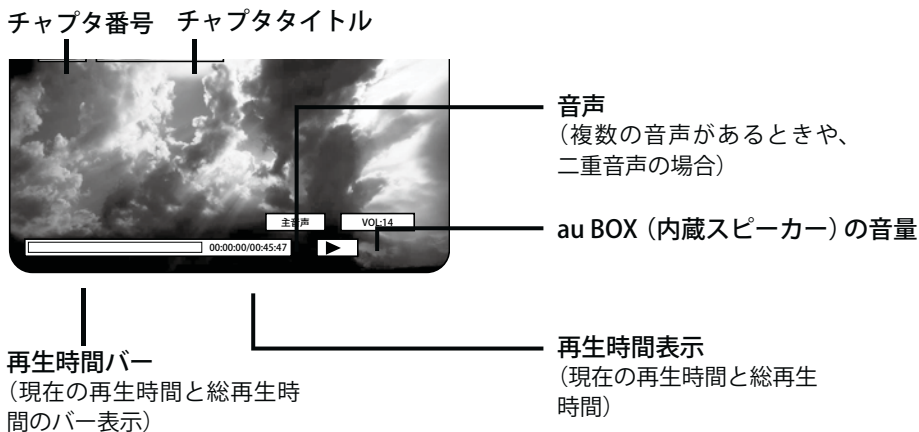 チャプタ番号 チャプタタイトル
音声
（複数の音声があるときや、
二重音声の場合）
主音声 VOL:14
au BOX（内蔵スピーカー）の音量
00:00:00/00:45:47
再生時間バー
（現在の再生時間と総再生時
間のバー表示）
再生時間表示
（現在の再生時間と総再生
時間）